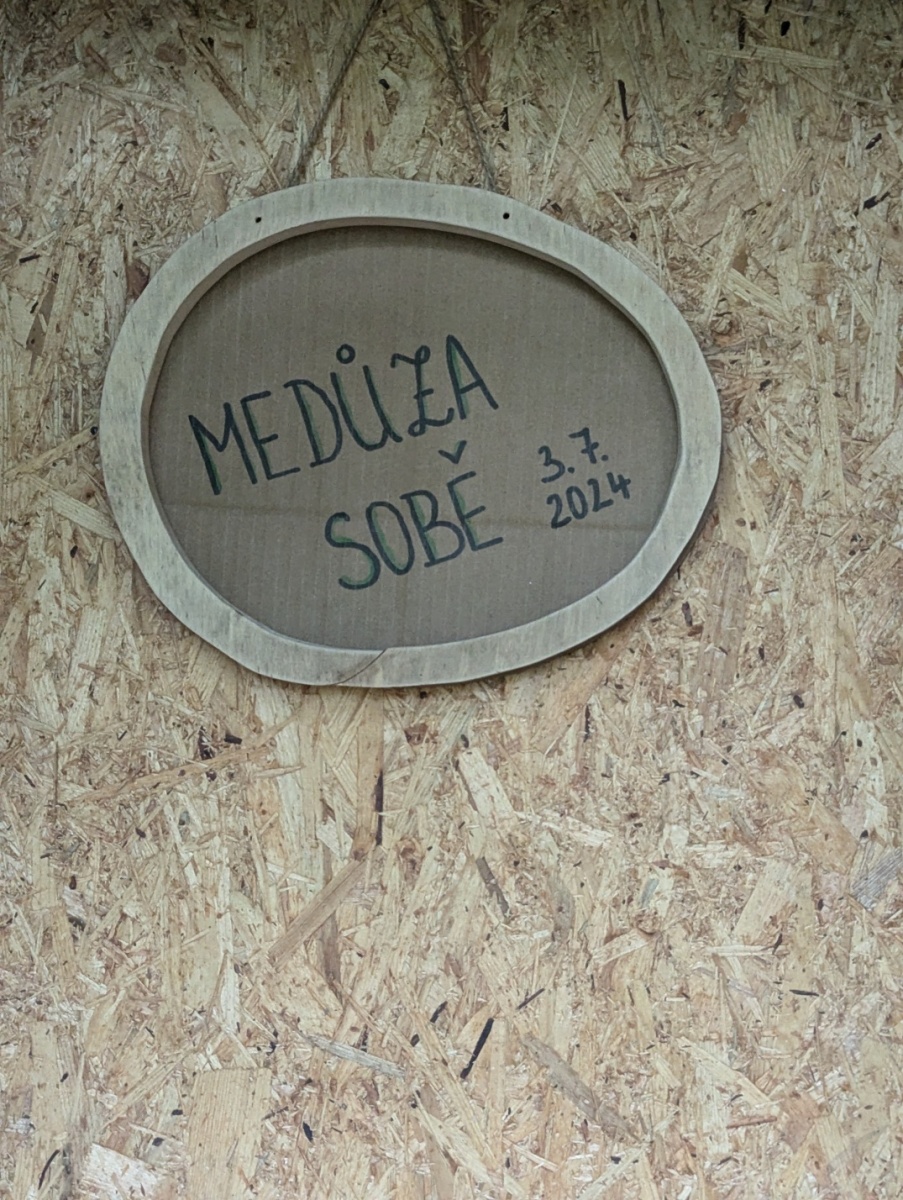 MEDŮZA
SOBĚ
3.7.
2024